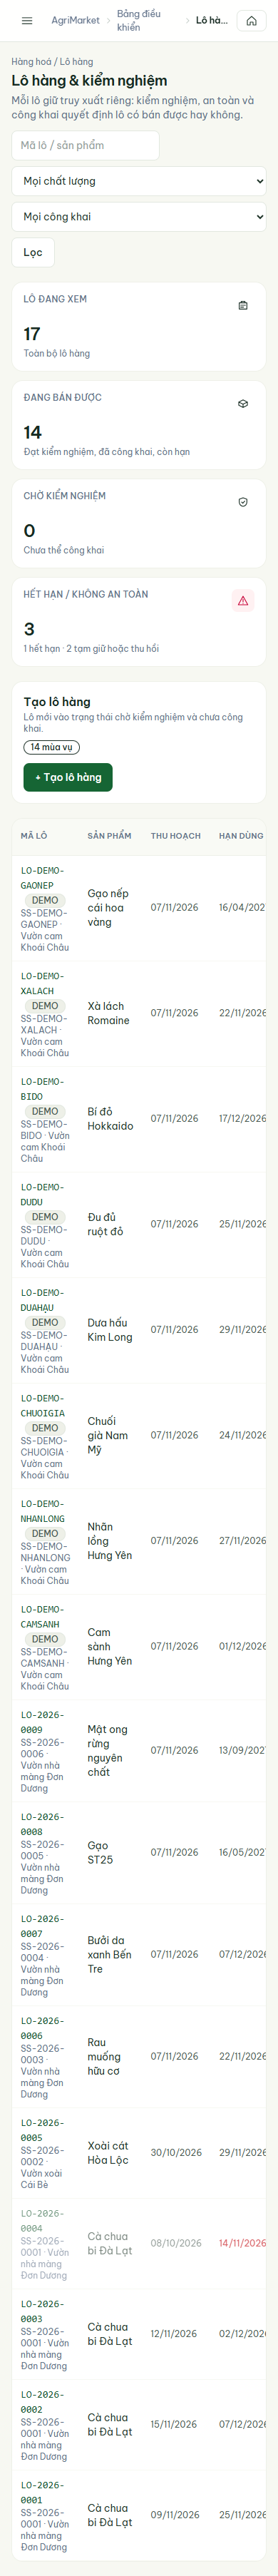 AgriMarket
Bảng điều
khiển
Lô hà...
Hàng hoá / Lô hàng
Lô hàng & kiểm nghiệm
Mỗi lô giữ truy xuất riêng: kiểm nghiệm, an toàn và
công khai quyết định lô có bán được hay không.
Mã lô / sản phẩm
Mọi chất lượng
Mọi công khai
Lọc
LÔ ĐANG XEM
17
Toàn bộ lô hàng
ĐANG BÁN ĐƯỢC
14
Đạt kiểm nghiệm, đã công khai, còn hạn
CHỜ KIỂM NGHIỆM
0
Chưa thể công khai
HẾT HẠN / KHÔNG AN TOÀN
3
1 hết hạn · 2 tạm giữ hoặc thu hồi
Tạo lô hàng
Lô mới vào trạng thái chờ kiểm nghiệm và chưa công
khai.
14 mùa vụ
+ Tạo lô hàng
MÃ LÔ SẢN PHẨM THU HOẠCH HẠN DÙNG
LO-DEMO-
GAONEP
DEMO
SS-DEMO-
GAONEP ·
Vườn cam
Khoái Châu
Gạo nếp
cái hoa
vàng
07/11/2026
16/04/202
LO-DEMO-
XALACH
DEMO
SS-DEMO-
XALACH ·
Vườn cam
Khoái Châu
Xà lách
Romaine
07/11/2026
22/11/2026
LO-DEMO-
BIDO
DEMO
SS-DEMO-
BIDO · Vườn
cam Khoái
Châu
Bí đỏ
Hokkaido
07/11/2026
17/12/2026
LO-DEMO-
DUDU
DEMO
SS-DEMO-
DUDU ·
Vườn cam
Khoái Châu
Đu đủ
ruột đỏ
07/11/2026
25/11/2026
LO-DEMO-
DUAHAU
DEMO
SS-DEMO-
DUAHAU ·
Vườn cam
Khoái Châu
Dưa hấu
Kim Long
07/11/2026
29/11/2026
LO-DEMO-
CHUOIGIA
DEMO
SS-DEMO-
CHUOIGIA ·
Vườn cam
Khoái Châu
Chuối
già Nam
Mỹ
07/11/2026
24/11/2026
LO-DEMO-
NHANLONG
DEMO
SS-DEMO-
NHANLONG
· Vườn cam
Khoái Châu
Nhãn
lồng
Hưng Yên
07/11/2026
27/11/2026
LO-DEMO-
CAMSANH
DEMO
SS-DEMO-
CAMSANH ·
Vườn cam
Khoái Châu
Cam
sành
Hưng Yên
07/11/2026
01/12/2026
LO-2026-
0009
SS-2026-
0006 ·
Vườn nhà
màng Đơn
Dương
Mật ong
rừng
nguyên
chất
07/11/2026
13/09/2027
LO-2026-
0008
SS-2026-
0005 ·
Vườn nhà
màng Đơn
Dương
Gạo
ST25
07/11/2026
16/05/2027
LO-2026-
0007
SS-2026-
0004 ·
Vườn nhà
màng Đơn
Dương
Bưởi da
xanh Bến
Tre
07/11/2026
07/12/2026
LO-2026-
0006
SS-2026-
0003 ·
Vườn nhà
màng Đơn
Dương
Rau
muống
hữu cơ
07/11/2026
22/11/2026
LO-2026-
0005
SS-2026-
0002 ·
Vườn xoài
Cái Bè
Xoài cát
Hòa Lộc
30/10/2026
29/11/2026
LO-2026-
0004
SS-2026-
0001 · Vườn
nhà màng
Đơn Dương
Cà chua
bi Đà Lạt
08/10/2026
14/11/2026
LO-2026-
0003
SS-2026-
0001 · Vườn
nhà màng
Đơn Dương
Cà chua
bi Đà Lạt
12/11/2026
02/12/2026
LO-2026-
0002
SS-2026-
0001 · Vườn
nhà màng
Đơn Dương
Cà chua
bi Đà Lạt
15/11/2026
07/12/2026
LO-2026-
0001
SS-2026-
0001 · Vườn
nhà màng
Đơn Dương
Cà chua
bi Đà Lạt
09/11/2026
25/11/2026